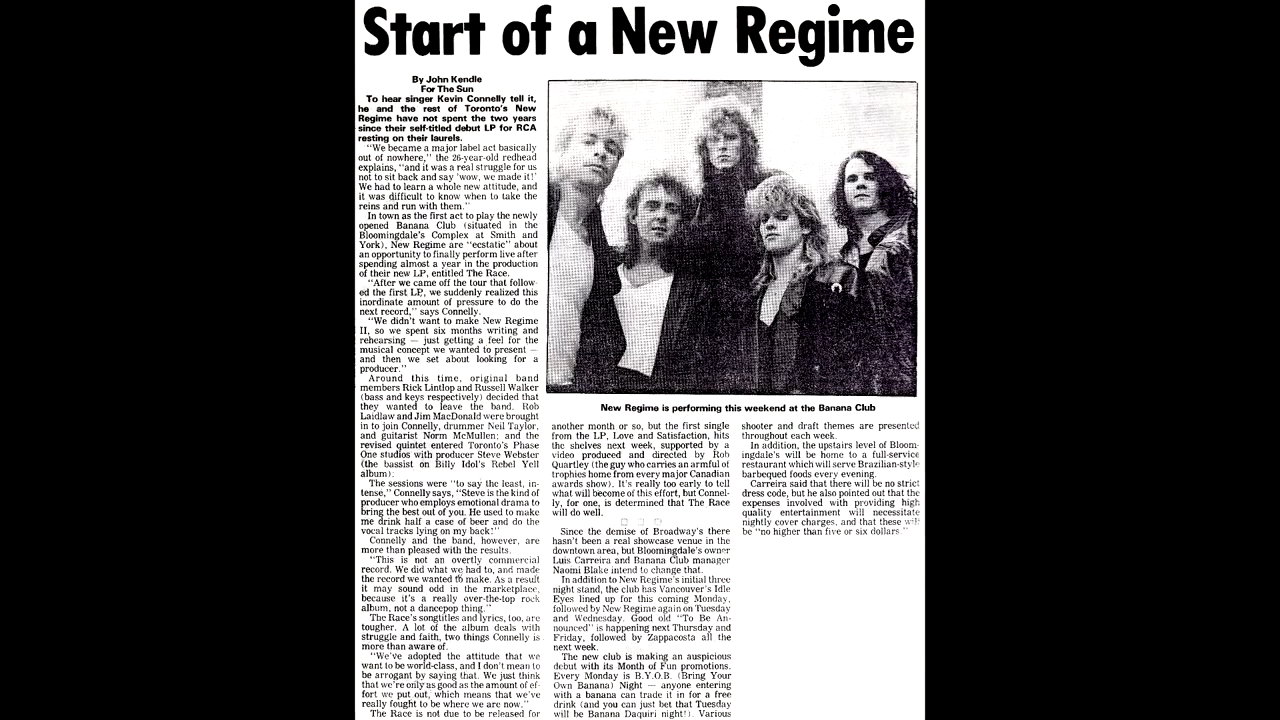 Start of a New Regime
By John Kendle
For The Sun
To hear singer Kevin Connelly tell it,
he and the rest of Toronto's New
Regime have not spent the two years
since their self-titled debut LP for RCA
resting on their laurels.
"We became a major label act basically
out of nowhere," the 26-year-old redhead
explains, "and it was a real struggle for us
not to sit back and say 'wow, we made it!'
We had to learn a whole new attitude, and
it was difficult to know when to take the
reins and run with them."
In town as the first act to play the newly
opened Banana Club (situated in the
Bloomingdale's Complex at Smith and
York), New Regime are "ecstatic" about
an opportunity to finally perform live after
spending almost a year in the production
of their new LP, entitled The Race.
"After we came off the tour that follow-
ed the first LP, we suddenly realized this
inordinate amount of pressure to do the
next record," says Connelly.
"We didn't want to make New Regime
II, so we spent six months writing and
rehearsing — just getting a feel for the
musical concept we wanted to present —
and then we set about looking for a
producer."
Around this time, original band
members Rick Lintlop and Russell Walker
(bass and keys respectively) decided that
they wanted to leave the band. Rob
Laidlaw and Jim MacDonald were brought
in to join Connelly, drummer Neil Taylor,
and guitarist Norm McMullen; and the
revised quintet entered Toronto's Phase
One studios with producer Steve Webster
(the bassist on Billy Idol's Rebel Yell
album).
The sessions were "to say the least, in-
tense," Connelly says, "Steve is the kind of
producer who employs emotional drama to
bring the best out of you. He used to make
me drink half a case of beer and do the
vocal tracks lying on my back!"
Connelly and the band, however, are
more than pleased with the results.
"This is not an overtly commercial
record. We did what we had to, and made
the record we wanted to make. As a result
it may sound odd in the marketplace,
because it's a really over-the-top rock
album, not a dancepop thing."
The Race's songtitles and lyrics, too, are
tougher. A lot of the album deals with
struggle and faith, two things Connelly is
more than aware of.
"We've adopted the attitude that we
want to be world-class, and I don't mean to
be arrogant by saying that. We just think
that we're only as good as the amount of ef-
fort we put out, which means that we've
really fought to be where we are now."
The Race is not due to be released for
New Regime is performing this weekend at the Banana Club
another month or so, but the first single
from the LP, Love and Satisfaction, hits
the shelves next week, supported by a
video produced and directed by Rob
Quartley (the guy who carries an armful of
trophies home from every major Canadian
awards show). It's really too early to tell
what will become of this effort, but Connel-
ly, for one, is determined that The Race
will do well.
Since the demise of Broadway's there
hasn't been a real showcase venue in the
downtown area, but Bloomingdale's owner
Luis Carreira and Banana Club manager
Naomi Blake intend to change that.
In addition to New Regime's initial three
night stand, the club has Vancouver's Idle
Eyes lined up for this coming Monday,
followed by New Regime again on Tuesday
and Wednesday. Good old "To Be An-
nounced" is happening next Thursday and
Friday, followed by Zappacosta all the
next week.
The new club is making an auspicious
debut with its Month of Fun promotions.
Every Monday is B.Y.O.B. (Bring Your
Own Banana) Night — anyone entering
with a banana can trade it in for a free
drink (and you can just bet that Tuesday
will be Banana Daquiri night!). Various
shooter and draft themes are presented
throughout each week.
In addition, the upstairs level of Bloom-
ingdale's will be home to a full-service
restaurant which will serve Brazilian-style
barbequed foods every evening.
Carreira said that there will be no strict
dress code, but he also pointed out that the
expenses involved with providing high
quality entertainment will necessitate
nightly cover charges, and that these will
be "no higher than five or six dollars."